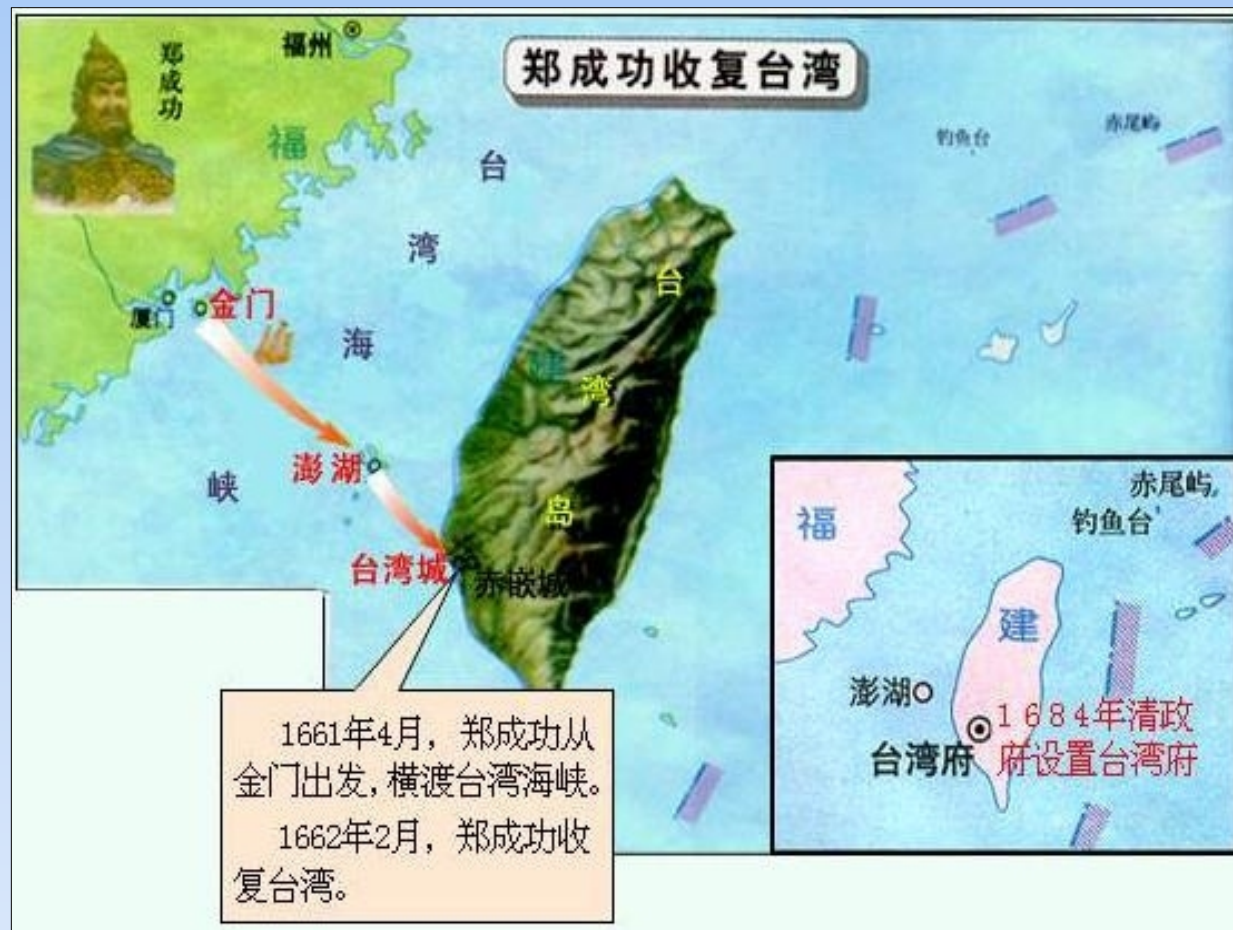 郑成功收复台湾
郑成功
福州
福
建
台
湾
海
峡
钓鱼台
赤尾屿
厦门
金门
澎湖
台湾城
赤嵌城
台
湾
岛
1661年4月，郑成功从
金门出发，横渡台湾海峡。
1662年2月，郑成功收
复台湾。
赤尾屿
钓鱼台
福
建
澎湖
台湾府
1684年清政
府设置台湾府